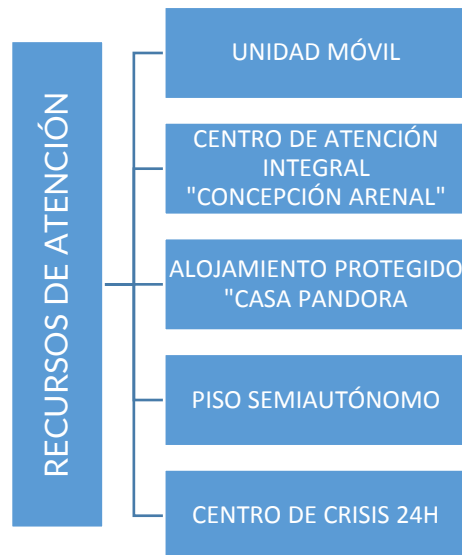 RECURSOS DE ATENCIÓN
UNIDAD MÓVIL
CENTRO DE ATENCIÓN
INTEGRAL
"CONCEPCIÓN ARENAL"
ALOJAMIENTO PROTEGIDO
"CASA PANDORA
PISO SEMIAUTÓNOMO
CENTRO DE CRISIS 24H